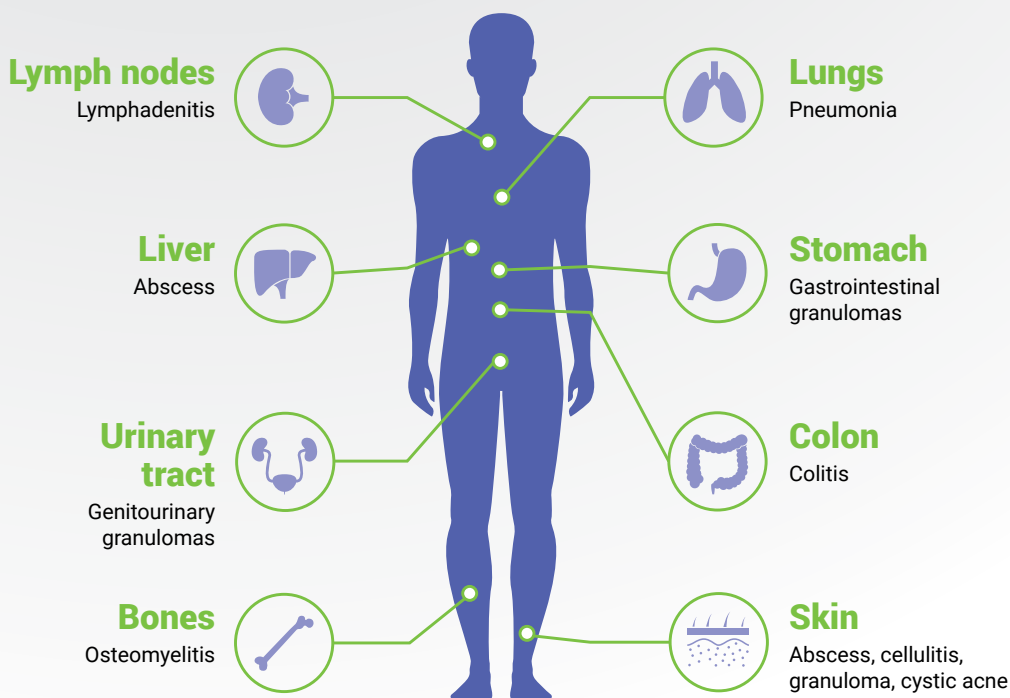 Lymph nodes
Lymphadenitis
Lungs
Pneumonia
Liver
Abscess
Stomach
Gastrointestinal
granulomas
Urinary
tract
Genitourinary
granulomas
Colon
Colitis
Bones
Osteomyelitis
Skin
Abscess, cellulitis,
granuloma, cystic acne